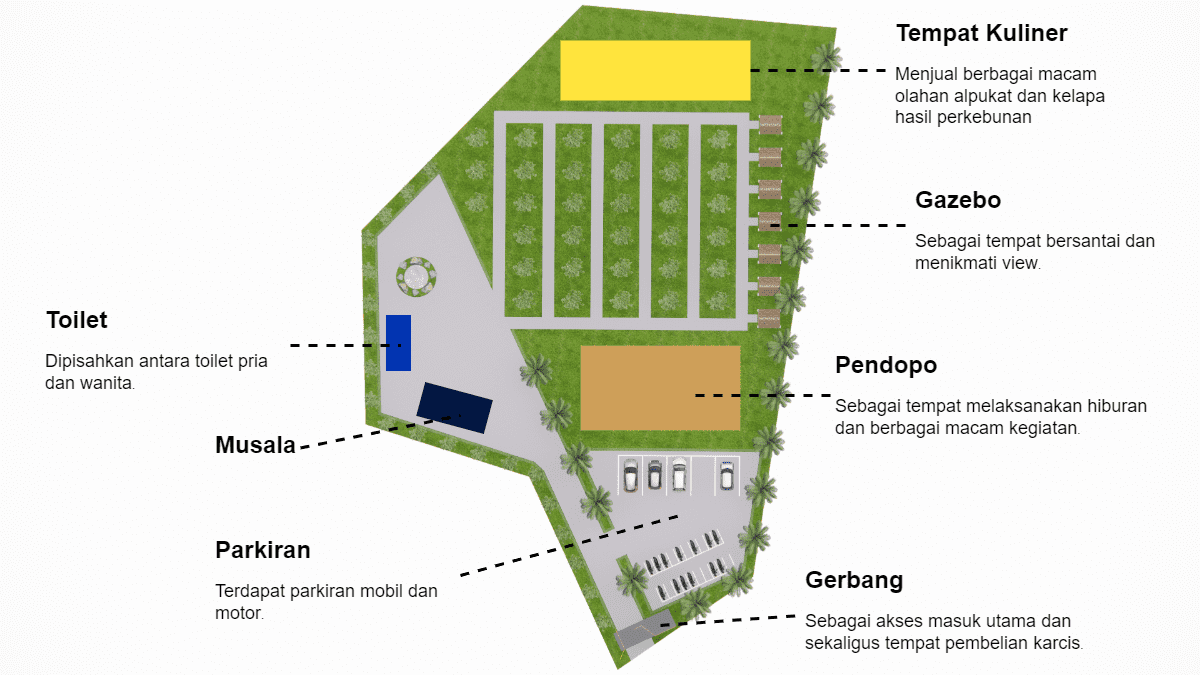 Tempat Kuliner
Menjual berbagai macam
olahan alpukat dan kelapa
hasil perkebunan
Gazebo
Sebagai tempat bersantai dan
menikmati view.
Toilet
Dipisahkan antara toilet pria
dan wanita.
Pendopo
Sebagai tempat melaksanakan hiburan
dan berbagai macam kegiatan.
Musala
Parkiran
Terdapat parkiran mobil dan
motor.
Gerbang
Sebagai akses masuk utama dan
sekaligus tempat pembelian karcis.